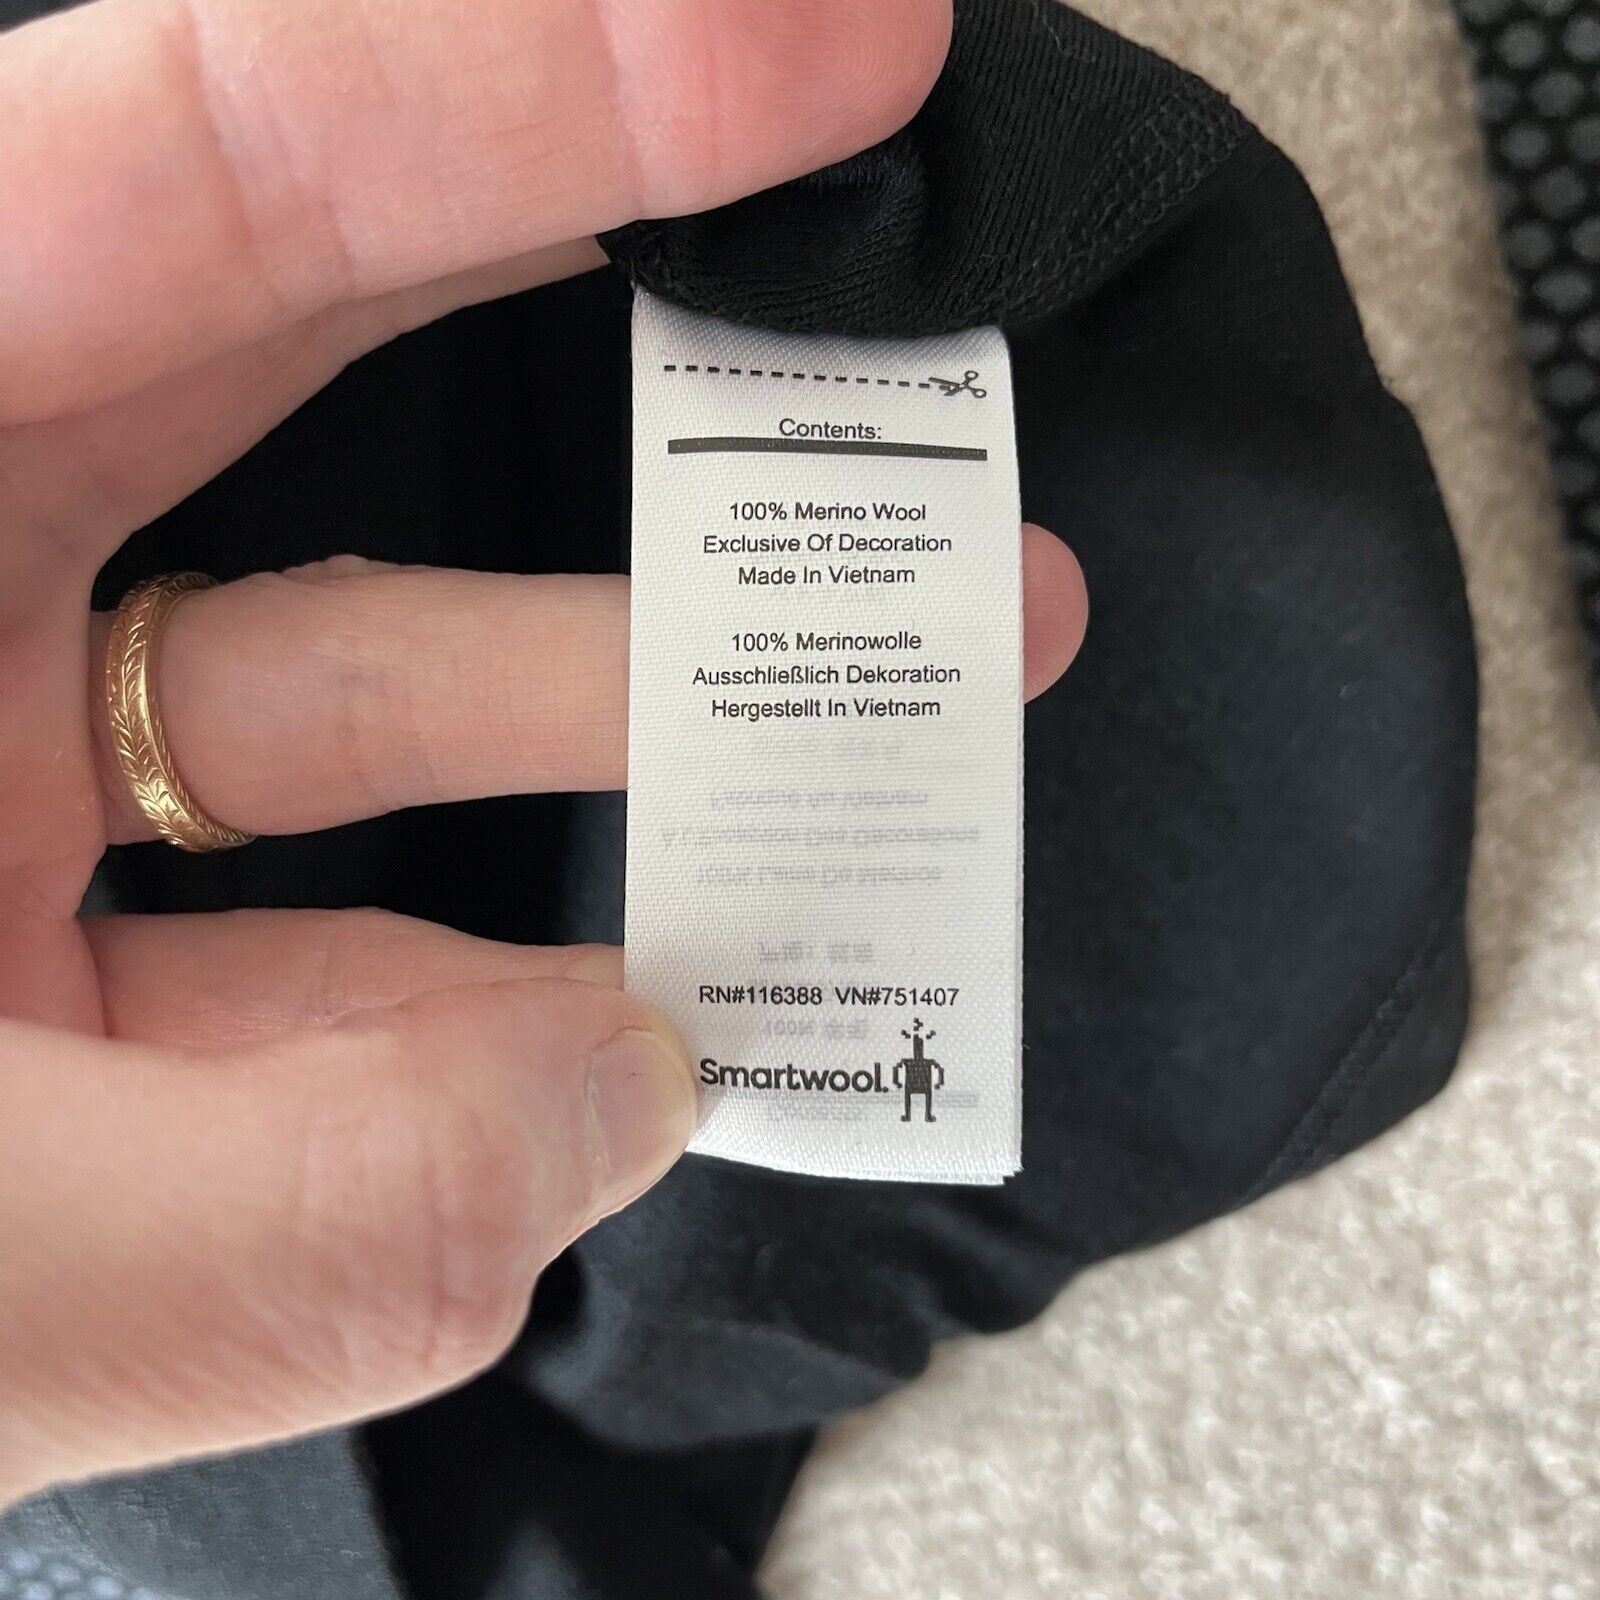 Contents:
100% Merino Wool
Exclusive Of Decoration
Made In Vietnam
100% Merinowolle
Ausschließlich Dekoration
Hergestellt In Vietnam
RN#116388 VN#751407
Smartwool.